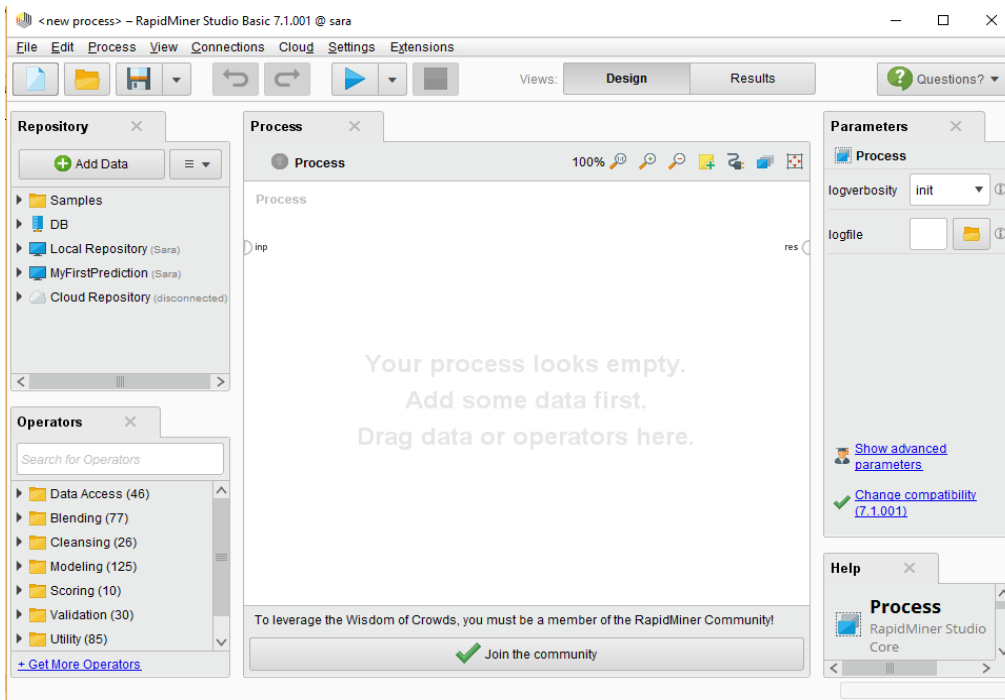 <new process> – RapidMiner Studio Basic 7.1.001 @ sara
File Edit Process View Connections Cloud Settings Extensions
Views: Design Results Questions?
Repository
Add Data
Samples
DB
Local Repository (Sara)
MyFirstPrediction (Sara)
Cloud Repository (disconnected)
Operators
Search for Operators
Data Access (46)
Blending (77)
Cleansing (26)
Modeling (125)
Scoring (10)
Validation (30)
Utility (85)
+ Get More Operators
Process
Process
100%
Process
inp
res
Your process looks empty.
Add some data first.
Drag data or operators here.
To leverage the Wisdom of Crowds, you must be a member of the RapidMiner Community!
Join the community
Parameters
Process
logverbosity init
logfile
Show advanced
parameters
Change compatibility
(7.1.001)
Help
Process
RapidMiner Studio
Core